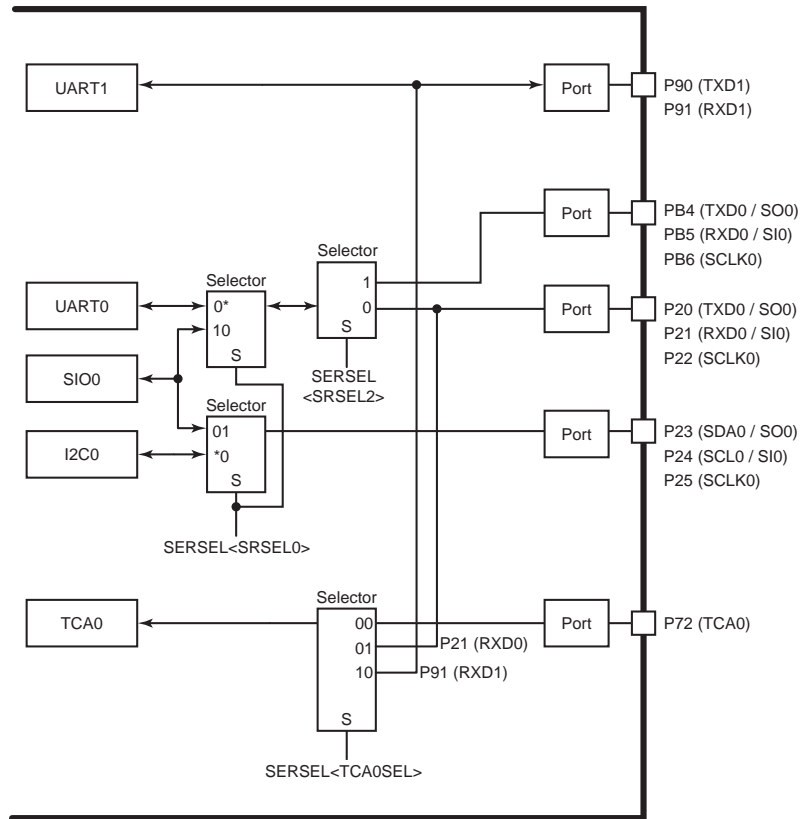 UART1
Port
P90 (TXD1)
P91 (RXD1)
Port
PB4 (TXD0 / SO0)
PB5 (RXD0 / SI0)
PB6 (SCLK0)
Selector
1
0
S
SERSEL
<SRSEL2>
Selector
0*
10
S
UART0
Port
P20 (TXD0 / SO0)
P21 (RXD0 / SI0)
P22 (SCLK0)
SIO0
Selector
01
*0
S
SERSEL<SRSEL0>
I2C0
Port
P23 (SDA0 / SO0)
P24 (SCL0 / SI0)
P25 (SCLK0)
Selector
TCA0
00
01
10
S
P21 (RXD0)
P91 (RXD1)
Port
P72 (TCA0)
SERSEL<TCA0SEL>